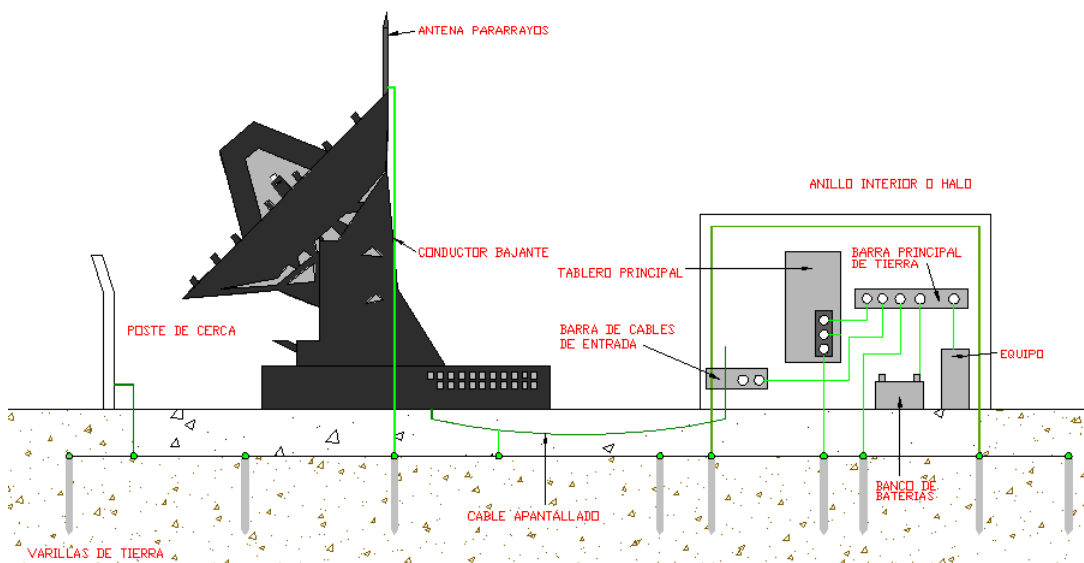 ANTENA PARARRAYOS
ANILLO INTERIOR O HALO
CONDUCTOR BAJANTE
TABLERO PRINCIPAL
BARRA PRINCIPAL
DE TIERRA
POSTE DE CERCA
BARRA DE CABLES
DE ENTRADA
EQUIPO
BANCO DE
BATERIAS
CABLE APANTALLADO
VARILLAS DE TIERRA